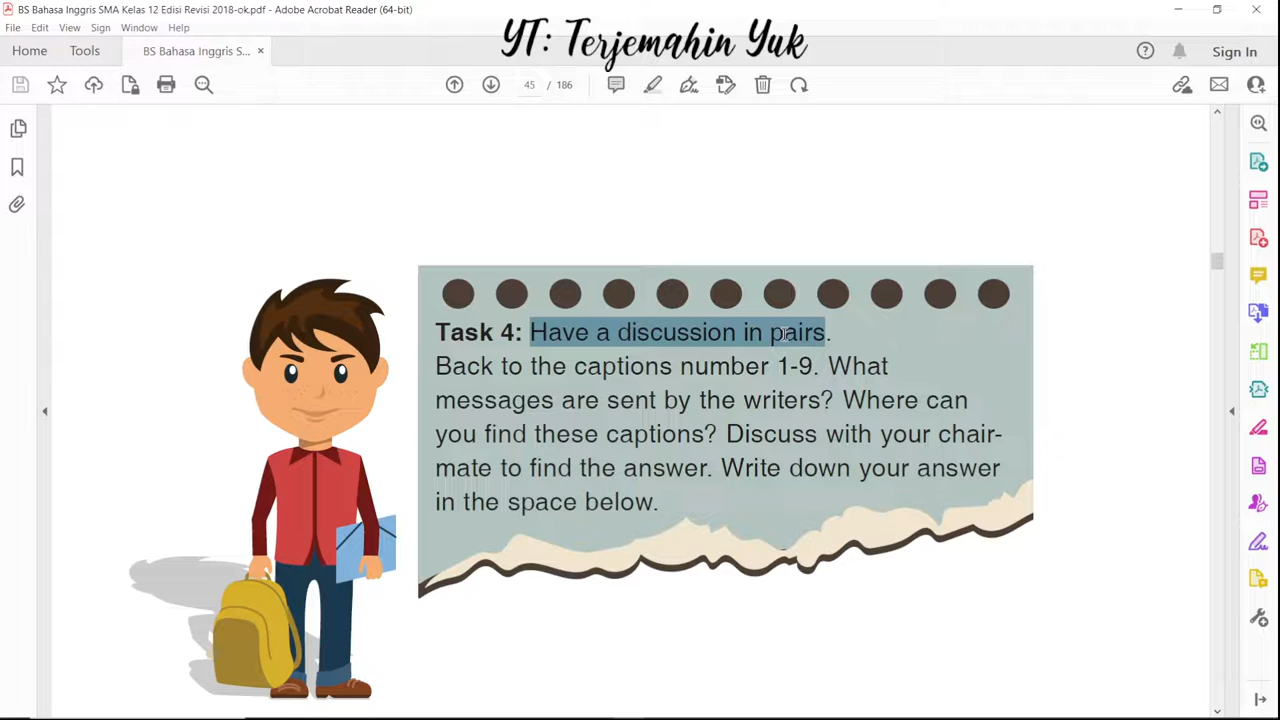 BS Bahasa Inggris SMA Kelas 12 Edisi Revisi 2018-ok.pdf - Adobe Acrobat Reader (64-bit)
File Edit View Sign Window Help
YT: Terjemahin Yuk
Home Tools BS Bahasa Inggris S... × Sign In
45 / 186
Task 4: Have a discussion in pairs.
Back to the captions number 1-9. What
messages are sent by the writers? Where can
you find these captions? Discuss with your chair-
mate to find the answer. Write down your answer
in the space below.